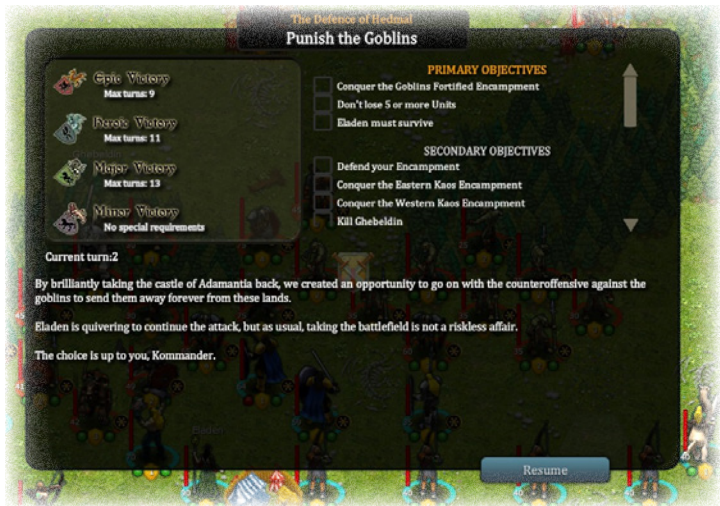 The Defence of Hedmal
Punish the Goblins
Epic Victory
Max turns: 9
Heroic Victory
Max turns: 11
Major Victory
Max turns: 13
Minor Victory
No special requirements
PRIMARY OBJECTIVES
Conquer the Goblins Fortified Encampment
Don't lose 5 or more Units
Eladen must survive
SECONDARY OBJECTIVES
Defend your Encampment
Conquer the Eastern Kaos Encampment
Conquer the Western Kaos Encampment
Kill Ghebeldin
Current turn:2
By brilliantly taking the castle of Adamantia back, we created an opportunity to go on with the counteroffensive against the
goblins to send them away forever from these lands.
Eladen is quivering to continue the attack, but as usual, taking the battlefield is not a riskless affair.
The choice is up to you, Kommander.
Resume